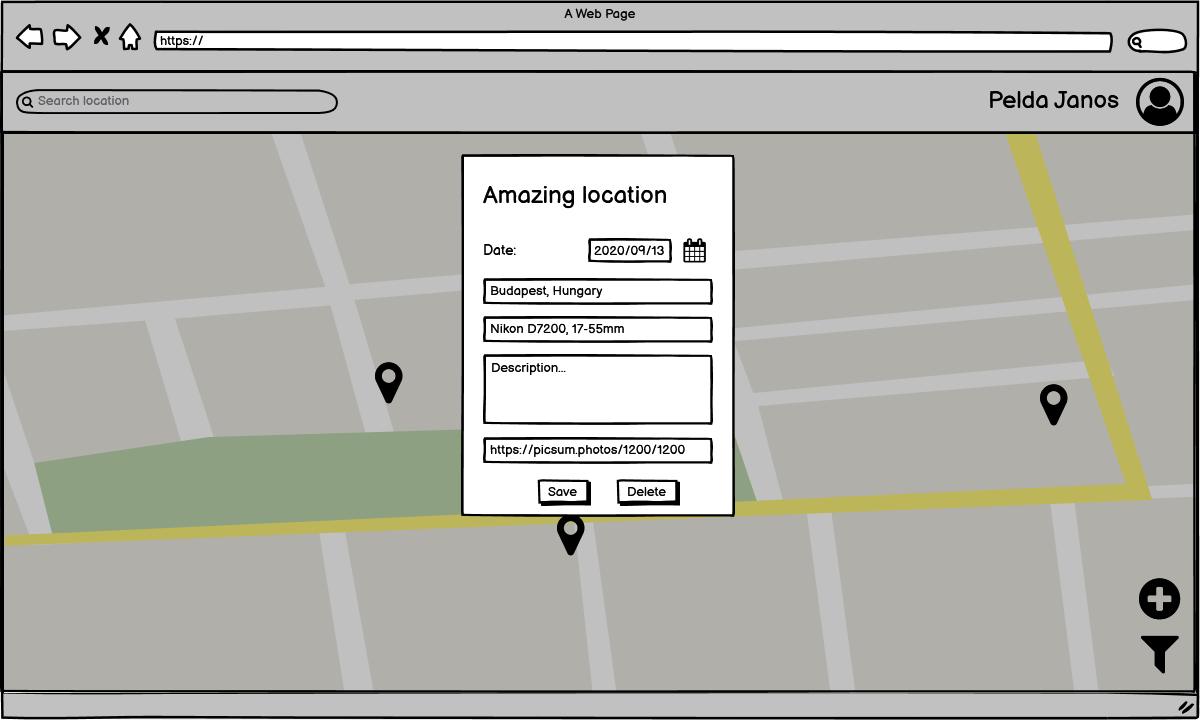 A Web Page
https://
Search location
Pelda Janos
Amazing location
Date:
2020/09/13
Budapest, Hungary
Nikon D7200, 17-55mm
Description...
https://picsum.photos/1200/1200
Save
Delete